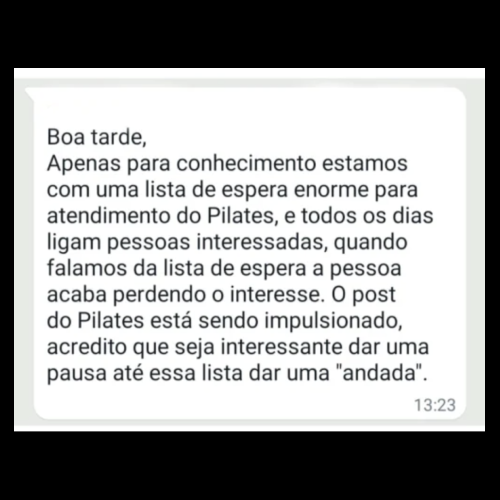 Boa tarde,
Apenas para conhecimento estamos
com uma lista de espera enorme para
atendimento do Pilates, e todos os dias
ligam pessoas interessadas, quando
falamos da lista de espera a pessoa
acaba perdendo o interesse. O post
do Pilates está sendo impulsionado,
acredito que seja interessante dar uma
pausa até essa lista dar uma "andada".
13:23